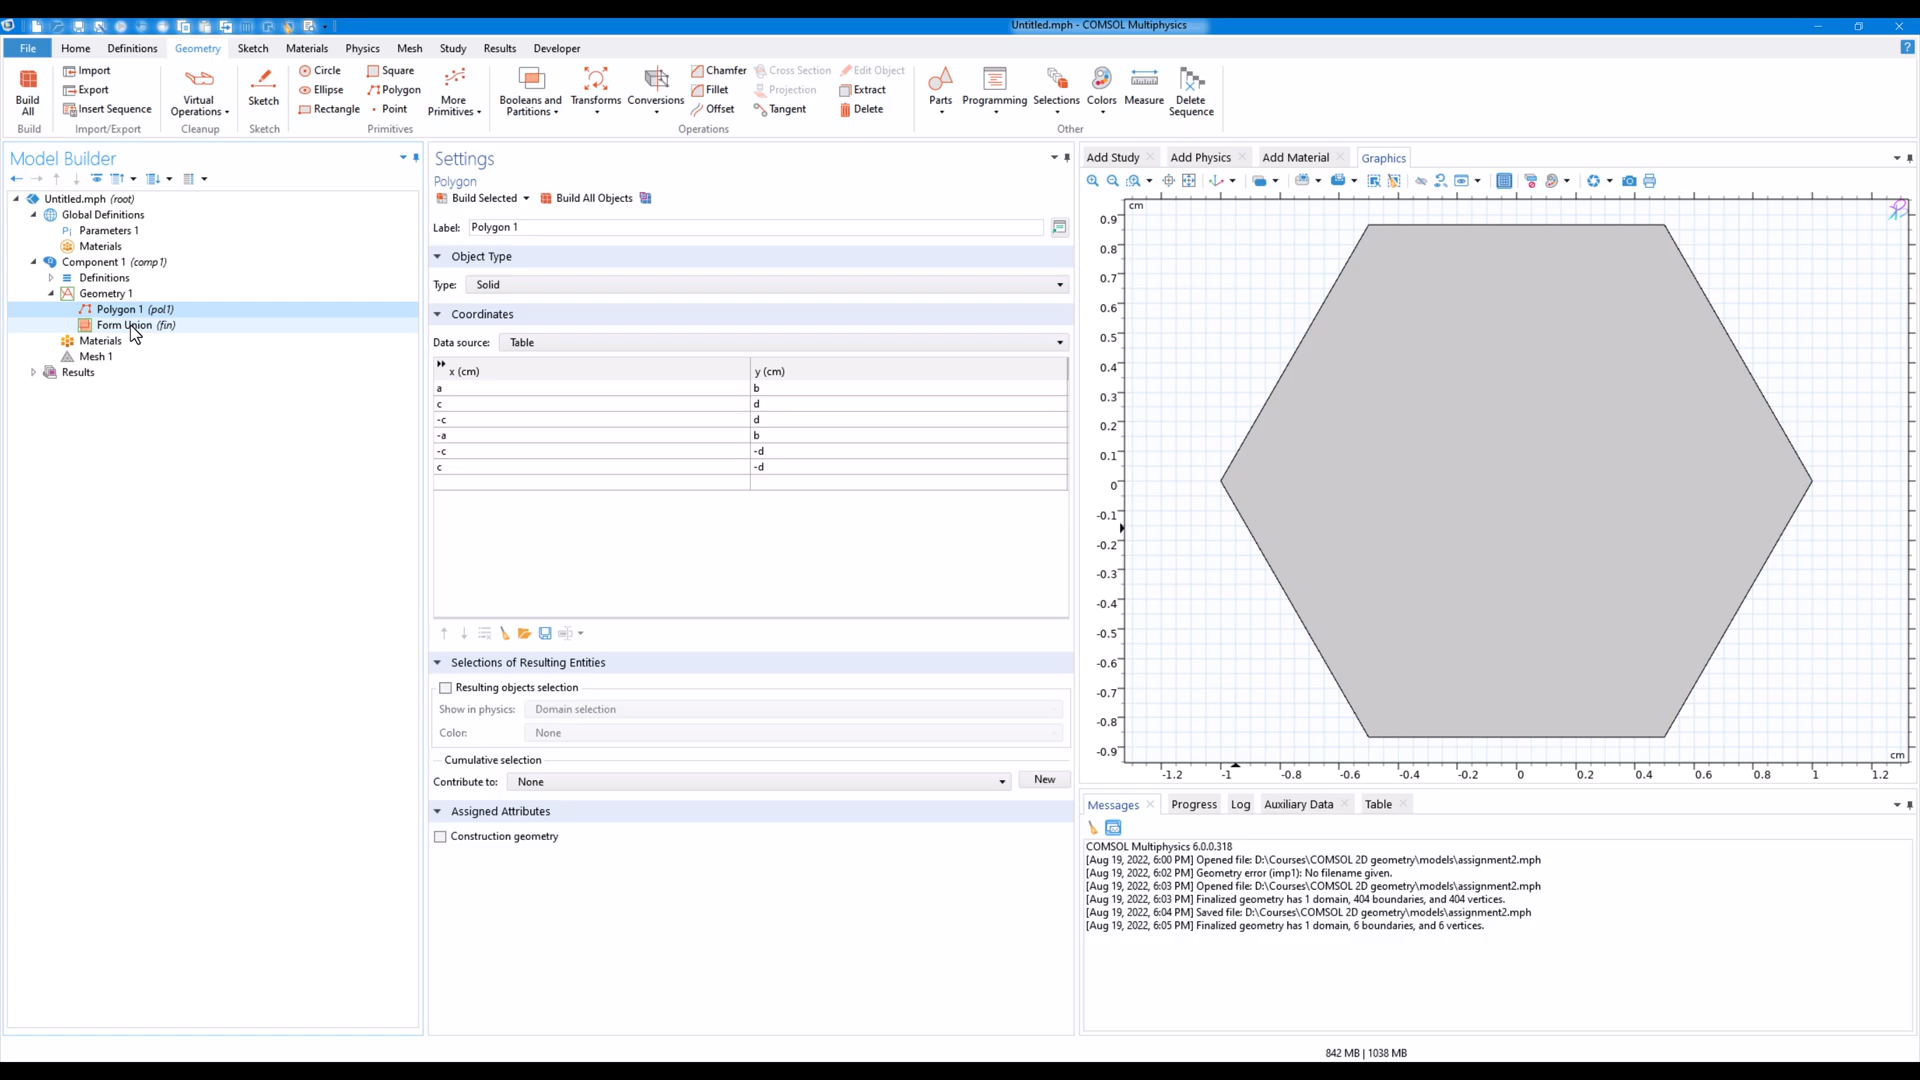 Untitled.mph - COMSOL Multiphysics
File Home Definitions Geometry Sketch Materials Physics Mesh Study Results Developer
Build All
Import
Export
Insert Sequence
Virtual Operations
Sketch
Circle
Ellipse
Rectangle
Square
Polygon
Point
More Primitives
Booleans and Partitions
Transforms
Conversions
Chamfer
Fillet
Offset
Cross Section
Projection
Tangent
Edit Object
Extract
Delete
Parts
Programming
Selections
Colors
Measure
Delete Sequence
Build Import/Export Cleanup Sketch Primitives Operations Other
Model Builder
Untitled.mph (root)
Global Definitions
Parameters 1
Materials
Component 1 (comp1)
Definitions
Geometry 1
Polygon 1 (pol1)
Form Union (fin)
Materials
Mesh 1
Results
Settings
Polygon
Build Selected Build All Objects
Label: Polygon 1
Object Type
Type: Solid
Coordinates
Data source: Table
x (cm) y (cm)
a b
c d
-c d
-a b
-c -d
c -d
Selections of Resulting Entities
Resulting objects selection
Show in physics: Domain selection
Color: None
Cumulative selection
Contribute to: None New
Assigned Attributes
Construction geometry
Add Study Add Physics Add Material Graphics
cm
0.9
0.8
0.7
0.6
0.5
0.4
0.3
0.2
0.1
0
-0.1
-0.2
-0.3
-0.4
-0.5
-0.6
-0.7
-0.8
-0.9
cm
-1.2 -1 -0.8 -0.6 -0.4 -0.2 0 0.2 0.4 0.6 0.8 1 1.2
Messages Progress Log Auxiliary Data Table
COMSOL Multiphysics 6.0.0.318
[Aug 19, 2022, 6:00 PM] Opened file: D:\Courses\COMSOL 2D geometry\models\assignment2.mph
[Aug 19, 2022, 6:02 PM] Geometry error (imp1): No filename given.
[Aug 19, 2022, 6:03 PM] Opened file: D:\Courses\COMSOL 2D geometry\models\assignment2.mph
[Aug 19, 2022, 6:03 PM] Finalized geometry has 1 domain, 404 boundaries, and 404 vertices.
[Aug 19, 2022, 6:04 PM] Saved file: D:\Courses\COMSOL 2D geometry\models\assignment2.mph
[Aug 19, 2022, 6:05 PM] Finalized geometry has 1 domain, 6 boundaries, and 6 vertices.
842 MB | 1038 MB